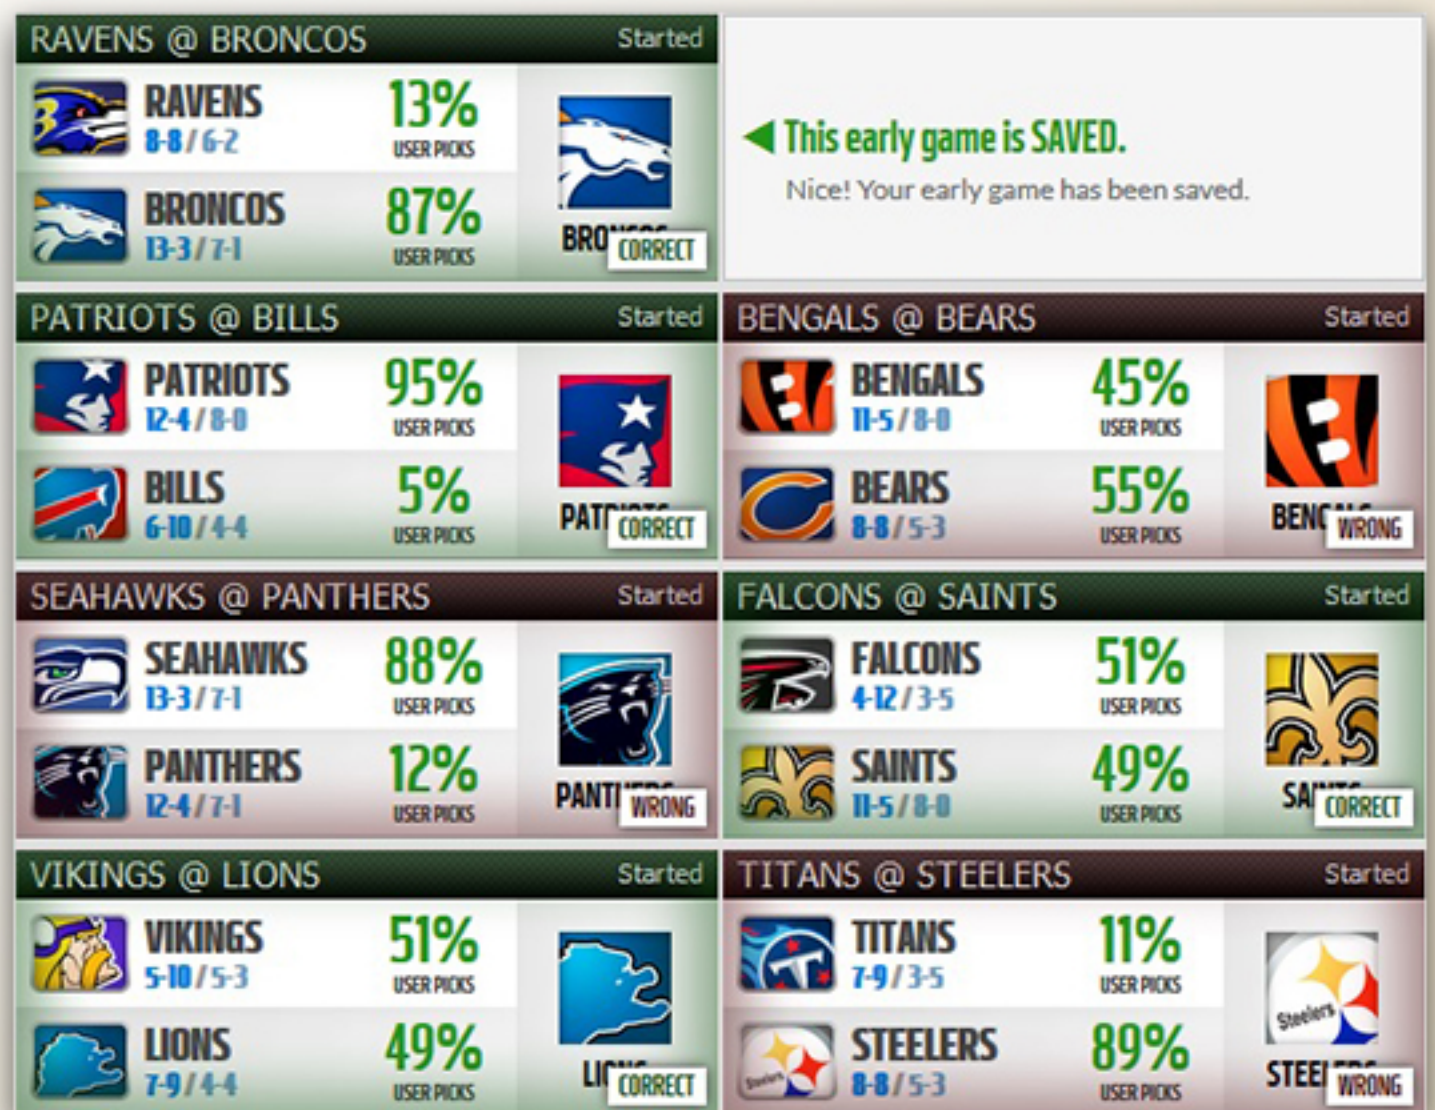 RAVENS @ BRONCOS Started
RAVENS 13%
8-8 / 6-2 USER PICKS
BRONCOS 87%
13-3 / 7-1 USER PICKS
CORRECT
This early game is SAVED.
Nice! Your early game has been saved.
PATRIOTS @ BILLS Started
PATRIOTS 95%
12-4 / 8-0 USER PICKS
BILLS 5%
6-10 / 4-4 USER PICKS
CORRECT
BENGALS @ BEARS Started
BENGALS 45%
11-5 / 8-0 USER PICKS
BEARS 55%
8-8 / 5-3 USER PICKS
WRONG
SEAHAWKS @ PANTHERS Started
SEAHAWKS 88%
13-3 / 7-1 USER PICKS
PANTHERS 12%
12-4 / 7-1 USER PICKS
WRONG
FALCONS @ SAINTS Started
FALCONS 51%
4-12 / 3-5 USER PICKS
SAINTS 49%
11-5 / 8-0 USER PICKS
CORRECT
VIKINGS @ LIONS Started
VIKINGS 51%
5-10 / 5-3 USER PICKS
LIONS 49%
7-9 / 4-4 USER PICKS
CORRECT
TITANS @ STEELERS Started
TITANS 11%
7-9 / 3-5 USER PICKS
Steelers
STEELERS 89%
8-8 / 5-3 USER PICKS
WRONG